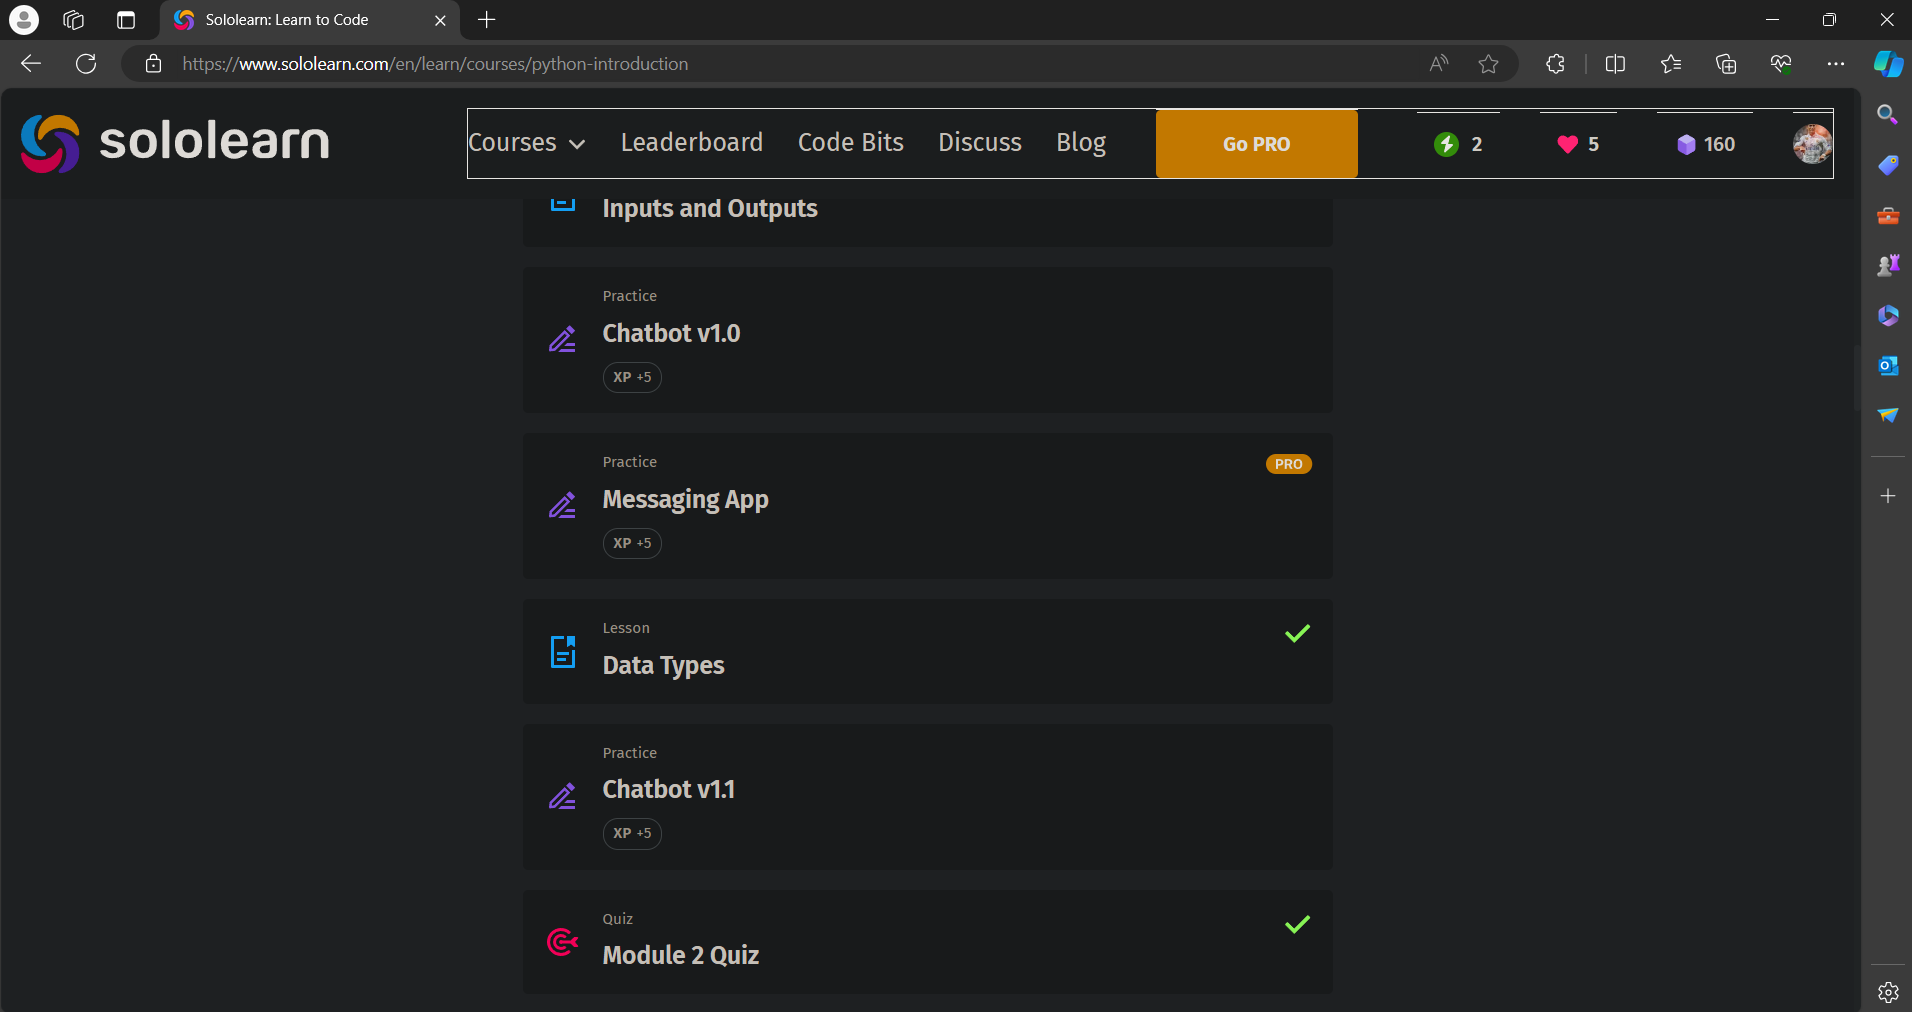 Sololearn: Learn to Code
https://www.sololearn.com/en/learn/courses/python-introduction
sololearn
Courses Leaderboard Code Bits Discuss Blog Go PRO 2 5 160
Inputs and Outputs
Practice
Chatbot v1.0
XP +5
Practice
PRO
Messaging App
XP +5
Lesson
Data Types
Practice
Chatbot v1.1
XP +5
Quiz
Module 2 Quiz